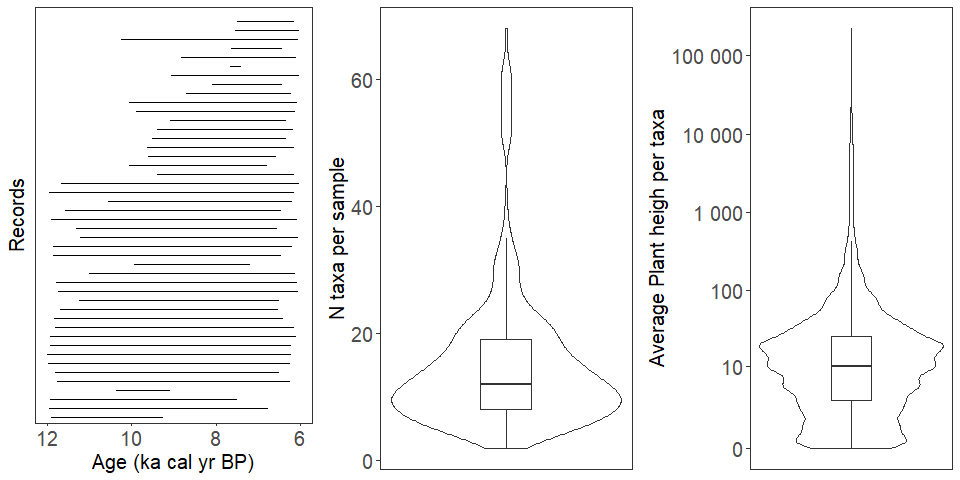 Records
12 10 8 6
Age (ka cal yr BP)
N taxa per sample
60
40
20
0
Average Plant heigh per taxa
100 000
10 000
1 000
100
10
0